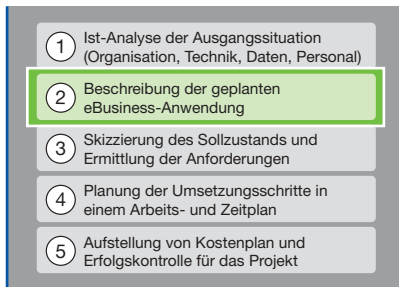 1 Ist-Analyse der Ausgangssituation
(Organisation, Technik, Daten, Personal)
2 Beschreibung der geplanten
eBusiness-Anwendung
3 Skizzierung des Sollzustands und
Ermittlung der Anforderungen
4 Planung der Umsetzungsschritte in
einem Arbeits- und Zeitplan
5 Aufstellung von Kostenplan und
Erfolgskontrolle für das Projekt